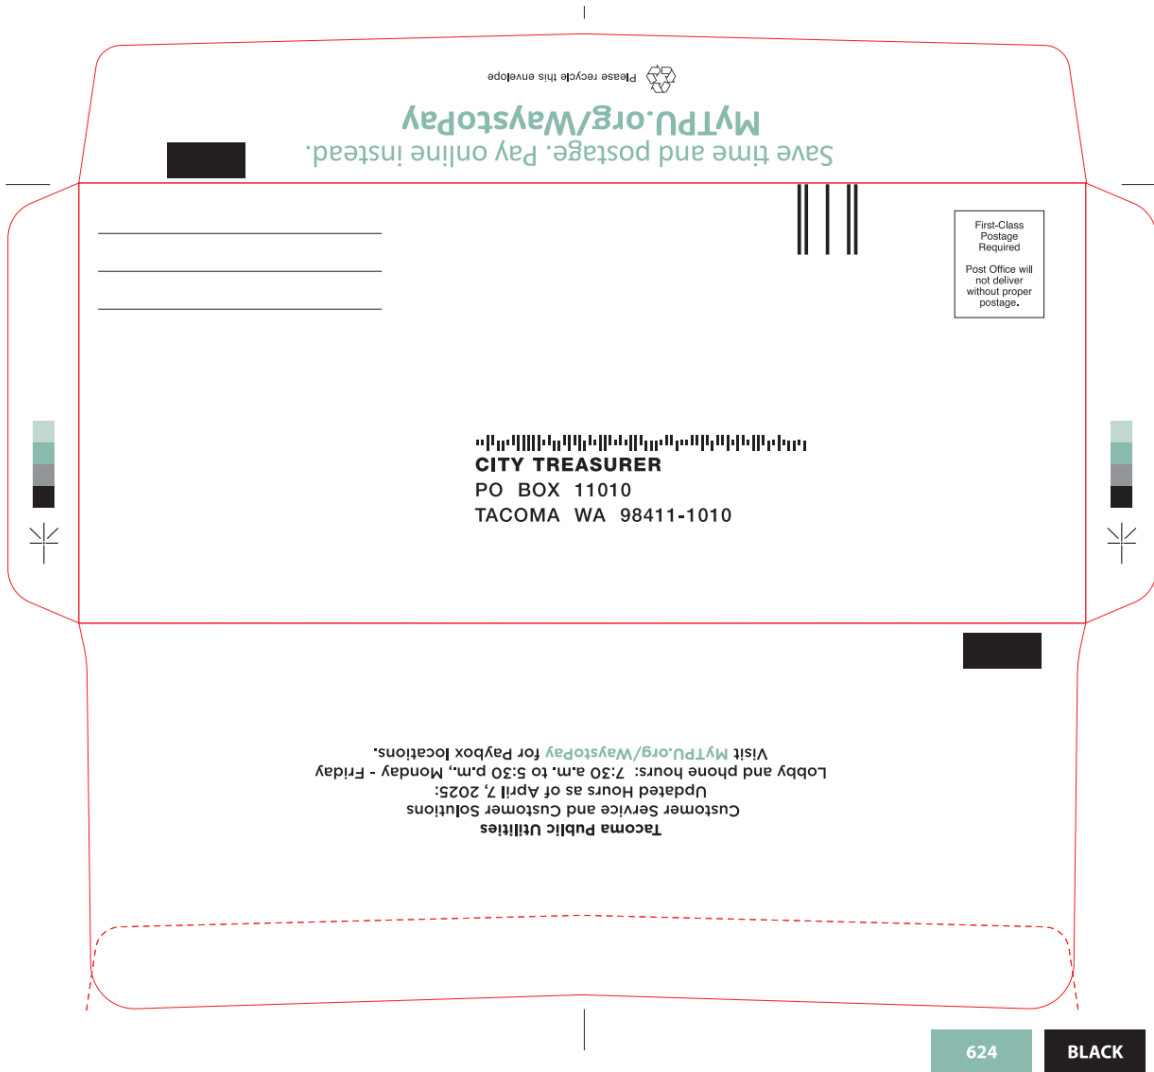 Please recycle this envelope
MyTPU.org/WaystoPay
Save time and postage. Pay online instead.
First-Class
Postage
Required
Post Office will
not deliver
without proper
postage.
CITY TREASURER
PO BOX 11010
TACOMA WA 98411-1010
Tacoma Public Utilities
Customer Service and Customer Solutions
Updated Hours as of April 7, 2025:
Lobby and phone hours: 7:30 a.m. to 5:30 p.m., Monday - Friday
Visit MyTPU.org/WaystoPay for Paybox locations.
624
BLACK